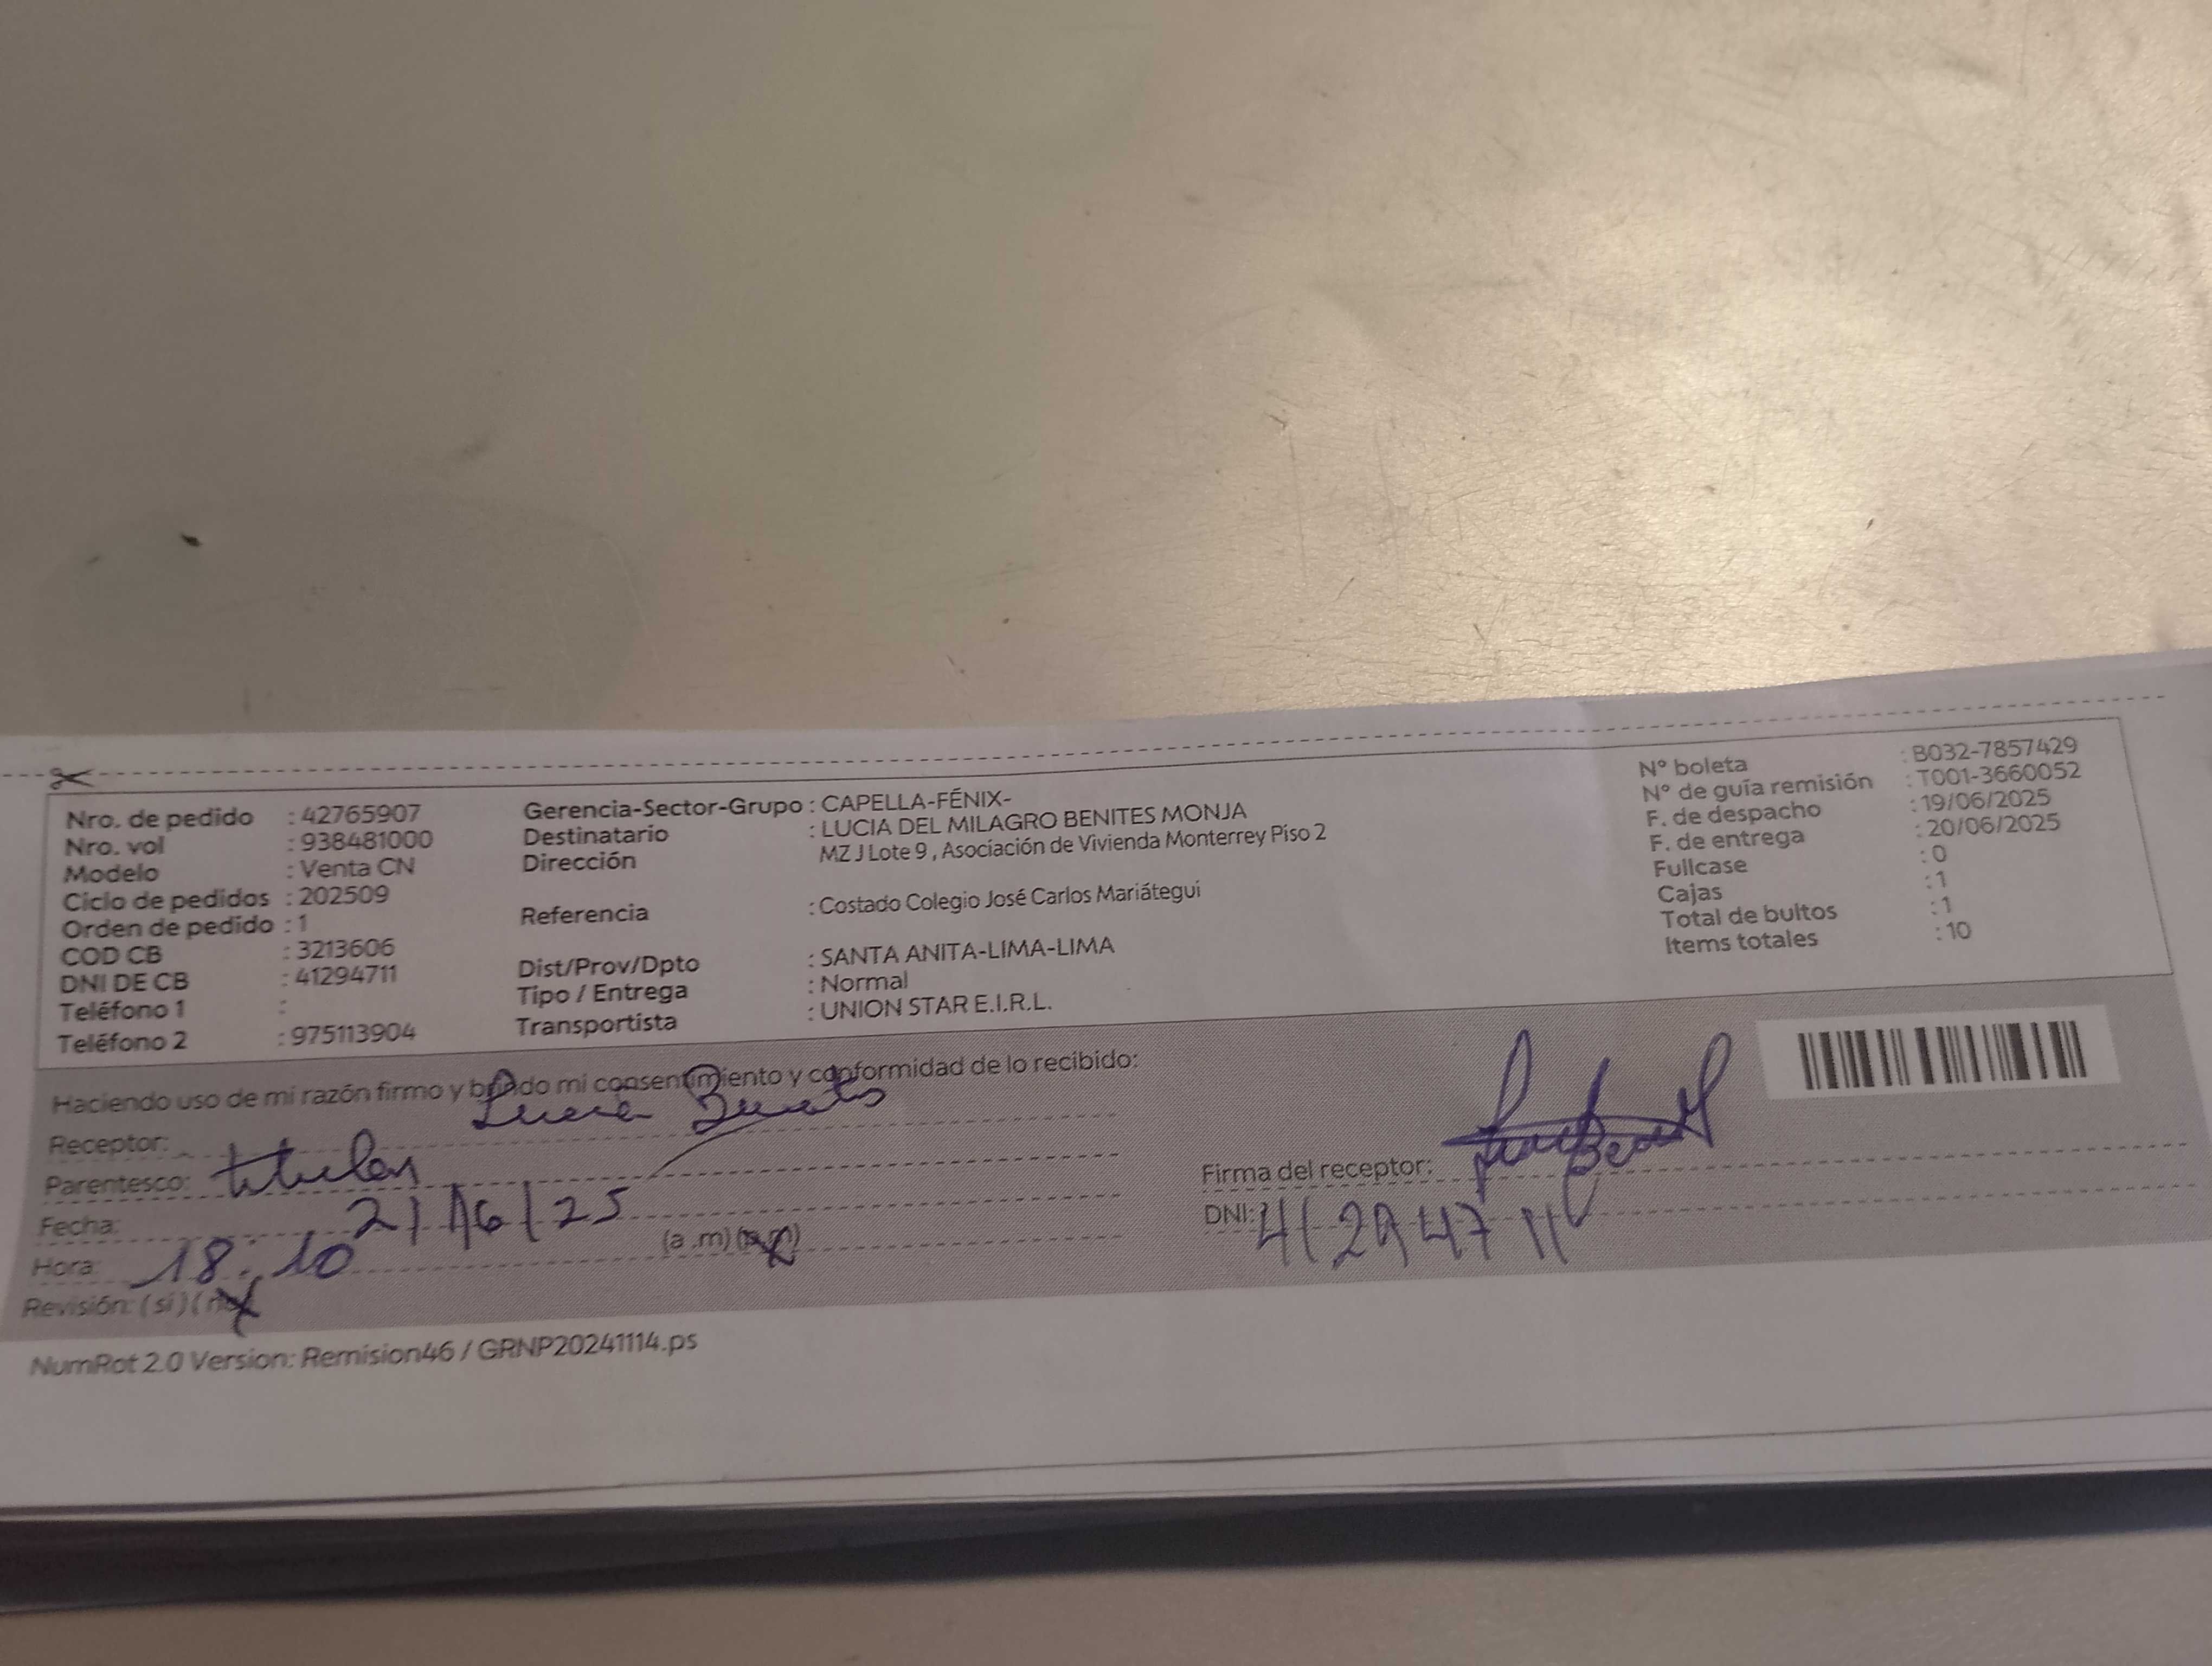 Nro. de pedido : 42765907
Nro. vol : 938481000
Modelo : Venta CN
Ciclo de pedidos : 202509
Orden de pedido : 1
COD CB : 3213606
DNI DE CB : 41294711
Teléfono 1 :
Teléfono 2 : 975113904
Gerencia-Sector-Grupo : CAPELLA-FÉNIX-
Destinatario : LUCIA DEL MILAGRO BENITES MONJA
Dirección MZ J Lote 9 , Asociación de Vivienda Monterrey Piso 2
Referencia : Costado Colegio José Carlos Mariátegui
Dist/Prov/Dpto : SANTA ANITA-LIMA-LIMA
Tipo / Entrega : Normal
Transportista : UNION STAR E.I.R.L.
N° boleta : B032-7857429
N° de guía remisión : T001-3660052
F. de despacho : 19/06/2025
F. de entrega : 20/06/2025
Fullcase : 0
Cajas : 1
Total de bultos : 1
Items totales : 10
Haciendo uso de mi razón firmo y brindo mi consentimiento y conformidad de lo recibido:
Receptor: Lucia
Parentesco: titular
Fecha:
Hora: 18:10 (a .m) (p.m)
Revisión: ( si ) ( no
Firma del receptor:
DNI: 41294711
NumRot 2.0 Version: Remision46 / GRNP20241114.ps